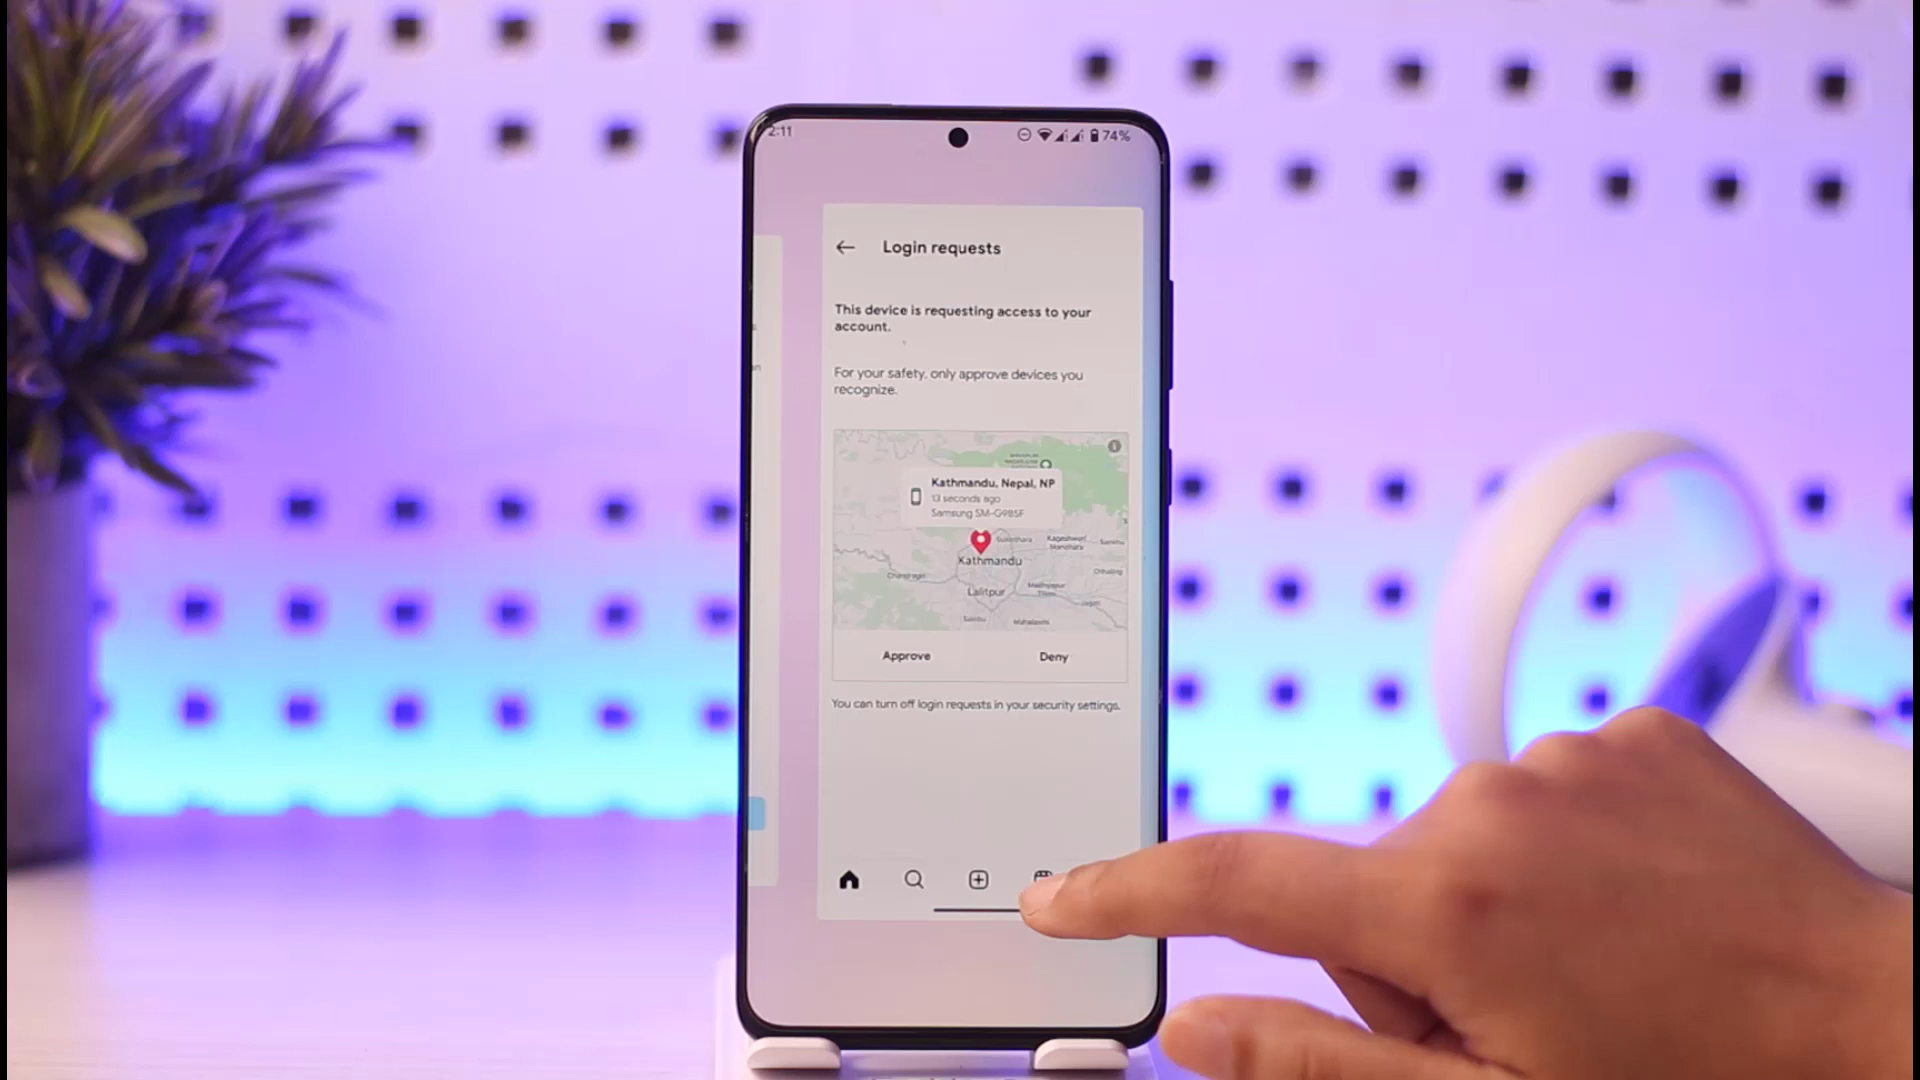 2:11
74%
Login requests
This device is requesting access to your
account.
For your safety, only approve devices you
recognize.
Kathmandu, Nepal, NP
13 seconds ago
Samsung SM-G985F
Kathmandu
Chandragiri
Lalitpur
You can turn off login requests in your security settings.
Approve
Deny